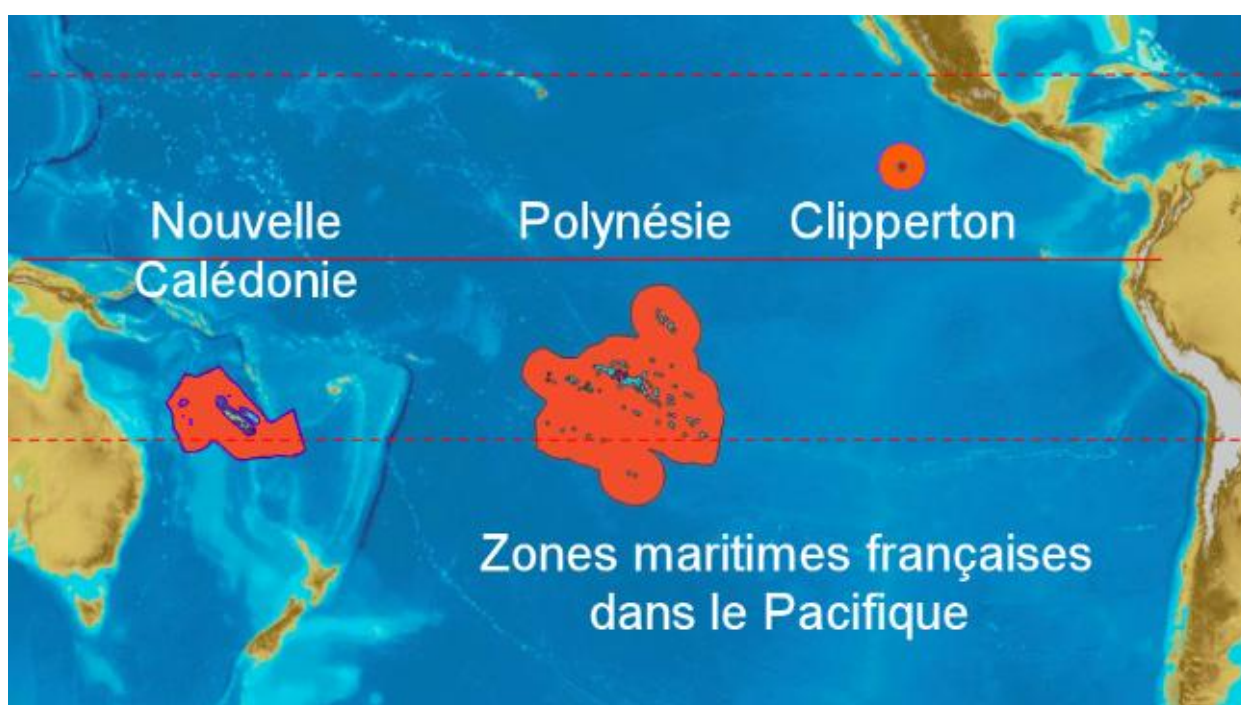 Nouvelle
Calédonie
Polynésie
Clipperton
Zones maritimes françaises
dans le Pacifique